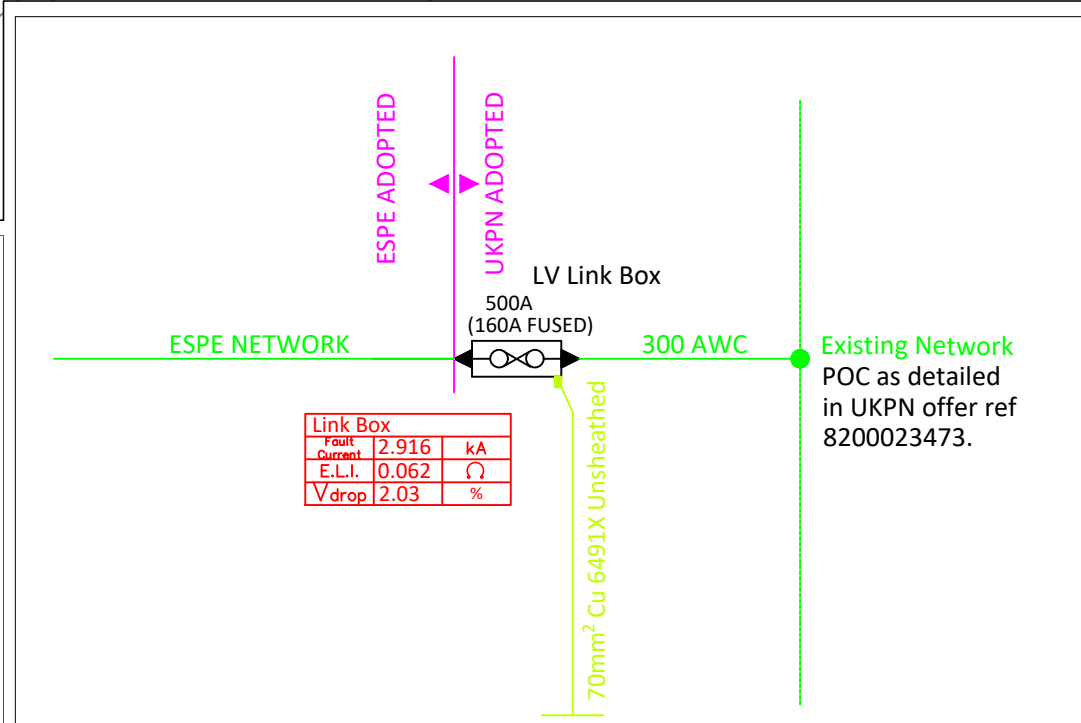 ESPE ADOPTED
UKPN ADOPTED
LV Link Box
500A
(160A FUSED)
ESPE NETWORK
300 AWC
Existing Network
POC as detailed
in UKPN offer ref
8200023473.
Link Box
Fault Current 2.916 kA
E.L.I. 0.062 Ω
Vdrop 2.03 %
70mm² Cu 6491X Unsheathed